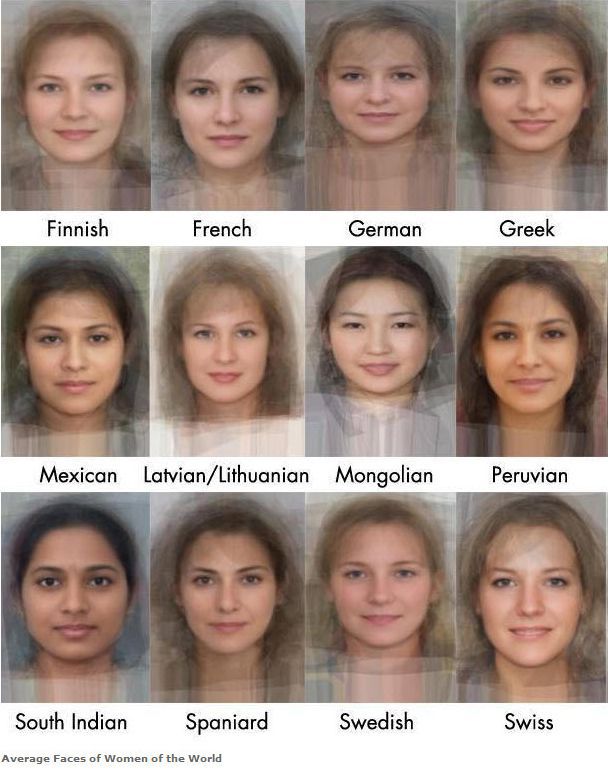 Finnish French German Greek
Mexican Latvian/Lithuanian Mongolian Peruvian
South Indian Spaniard Swedish Swiss
Average Faces of Women of the World